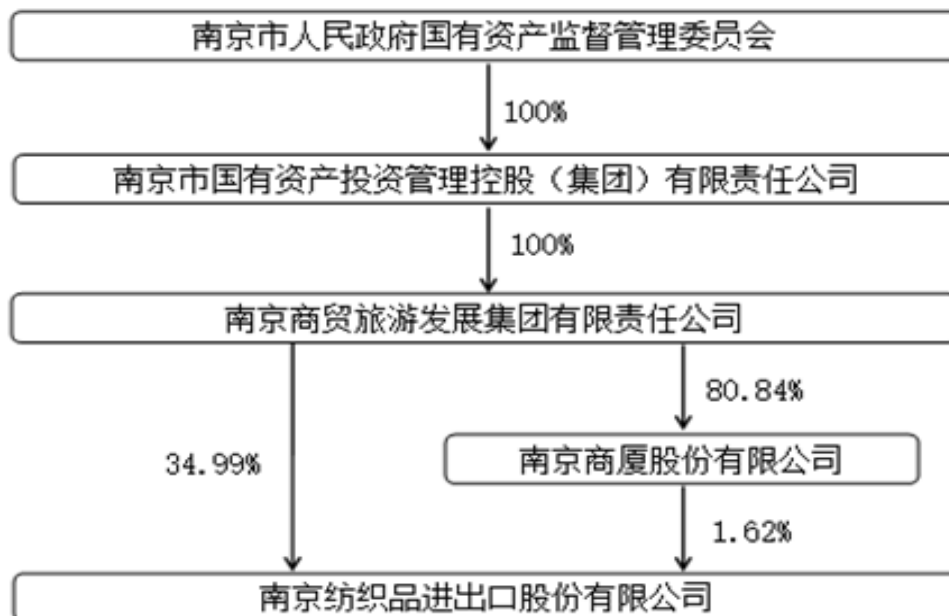 南京市人民政府国有资产监督管理委员会
100%
南京市国有资产投资管理控股（集团）有限责任公司
100%
南京商贸旅游发展集团有限责任公司
80.84%
34.99%
南京商厦股份有限公司
1.62%
南京纺织品进出口股份有限公司